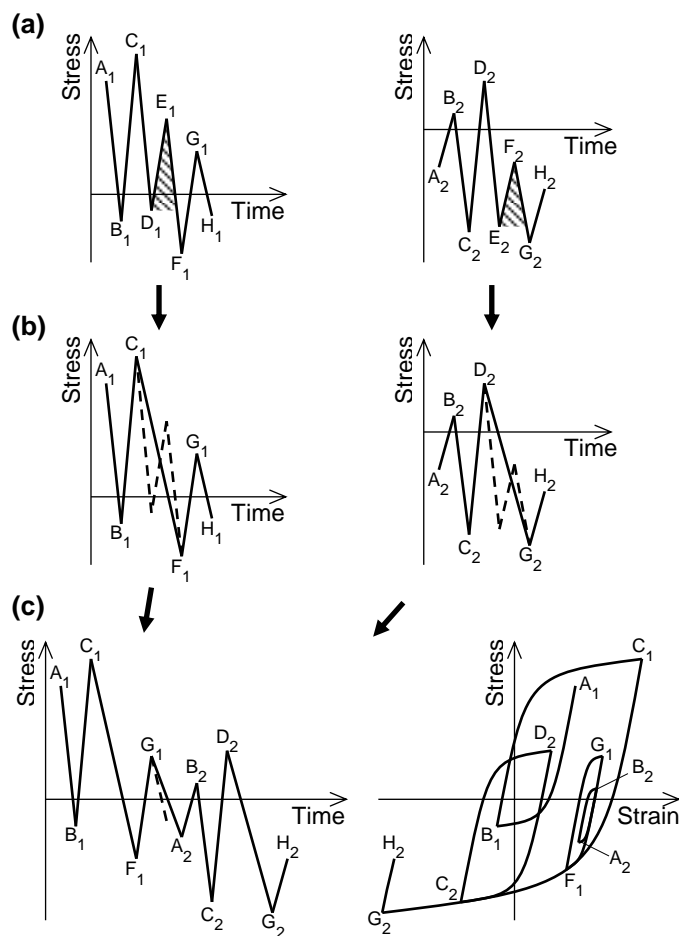 (a)
Stress
A1
B1
C1
D1
E1
F1
G1
H1
Time
Stress
A2
B2
C2
D2
E2
F2
G2
H2
Time
(b)
Stress
A1
B1
C1
F1
G1
H1
Time
Stress
A2
B2
C2
D2
G2
H2
Time
(c)
Stress
A1
B1
C1
F1
G1
A2
B2
C2
D2
G2
H2
Time
Stress
C1
A1
D2
G1
B2
Strain
B1
H2
A2
C2
F1
G2